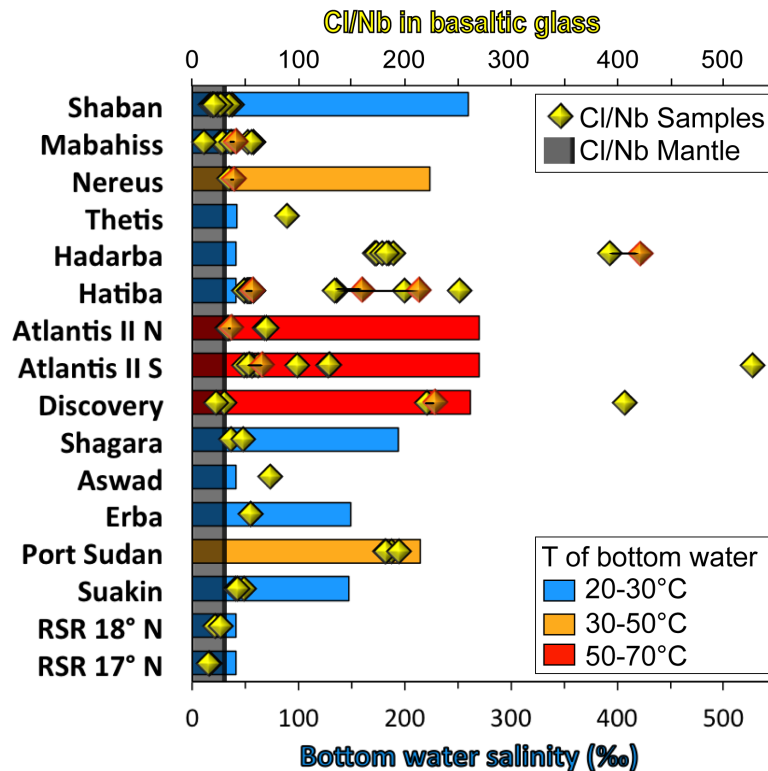 Cl/Nb in basaltic glass
0 100 200 300 400 500
Shaban
Mabahiss
Nereus
Thetis
Hadarba
Hatiba
Atlantis II N
Atlantis II S
Discovery
Shagara
Aswad
Erba
Port Sudan
Suakin
RSR 18° N
RSR 17° N
Cl/Nb Samples
Cl/Nb Mantle
T of bottom water
20-30°C
30-50°C
50-70°C
0 100 200 300 400 500
Bottom water salinity (‰)